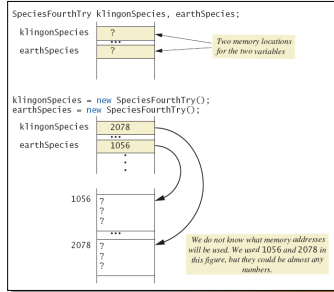 SpeciesFourthTry klingonSpecies, earthSpecies;
klingonSpecies ?
...
earthSpecies ?
Two memory locations
for the two variables
klingonSpecies = new SpeciesFourthTry();
earthSpecies = new SpeciesFourthTry();
klingonSpecies 2078
...
earthSpecies 1056
1056 ?
?
?
...
2078 ?
?
?
We do not know what memory addresses
will be used. We used 1056 and 2078 in
this figure, but they could be almost any
numbers.